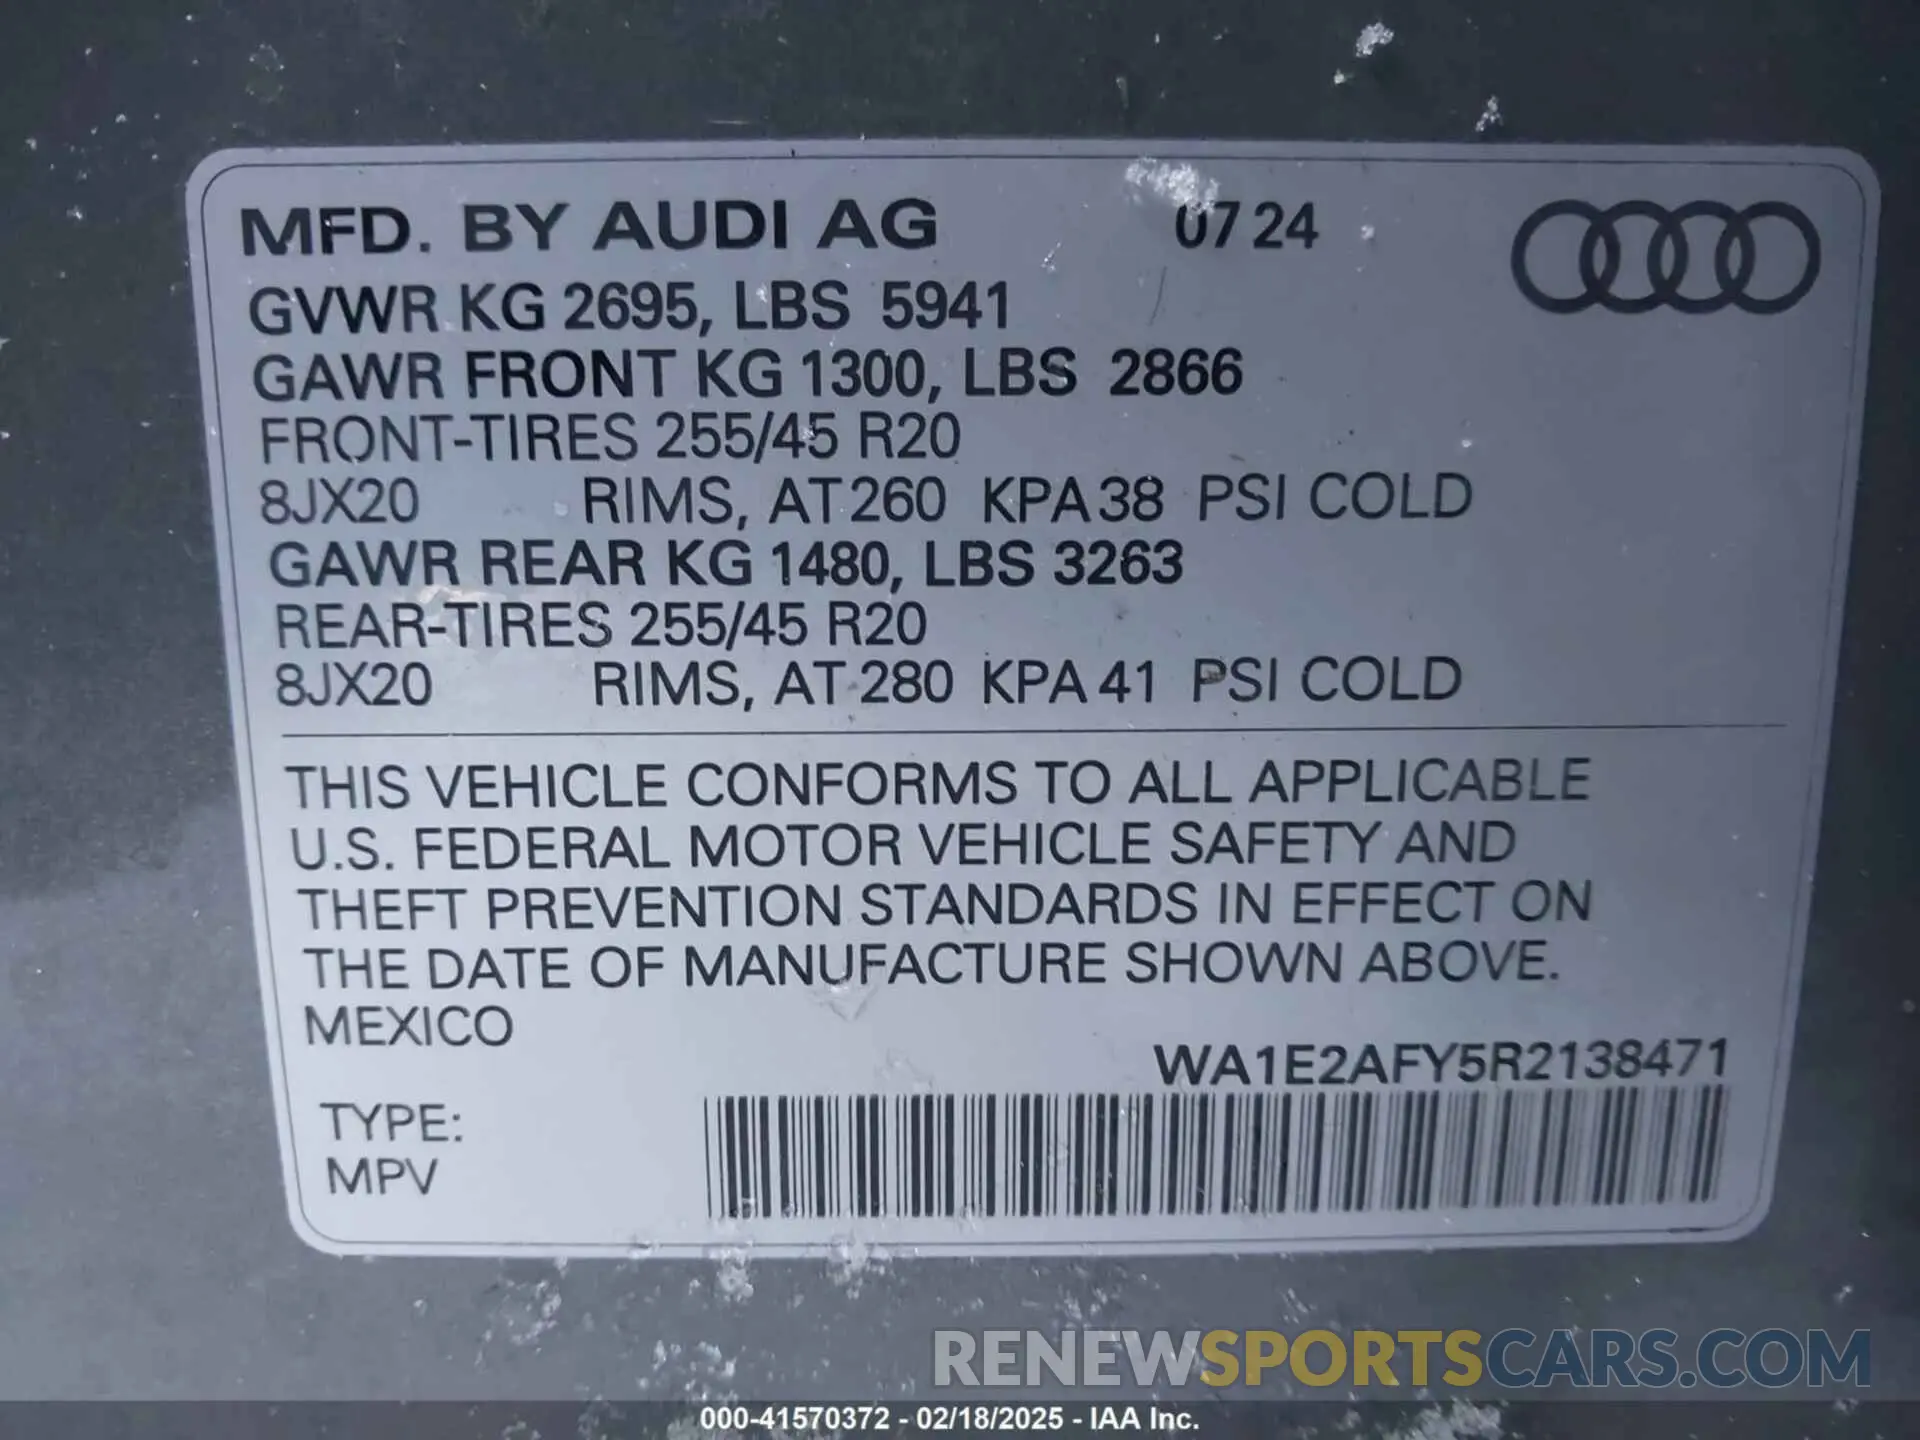 MFD. BY AUDI AG 07 24
GVWR KG 2695, LBS 5941
GAWR FRONT KG 1300, LBS 2866
FRONT-TIRES 255/45 R20
8JX20 RIMS, AT 260 KPA 38 PSI COLD
GAWR REAR KG 1480, LBS 3263
REAR-TIRES 255/45 R20
8JX20 RIMS, AT 280 KPA 41 PSI COLD
THIS VEHICLE CONFORMS TO ALL APPLICABLE
U.S. FEDERAL MOTOR VEHICLE SAFETY AND
THEFT PREVENTION STANDARDS IN EFFECT ON
THE DATE OF MANUFACTURE SHOWN ABOVE.
MEXICO
WA1E2AFY5R2138471
TYPE:
MPV
RENEWSPORTSCARS.COM
000-41570372 - 02/18/2025 - IAA Inc.